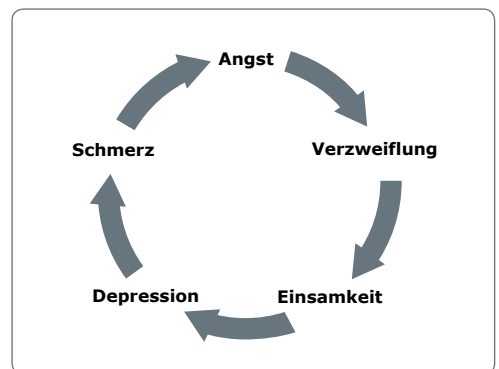 Angst
Verzweiflung
Einsamkeit
Depression
Schmerz